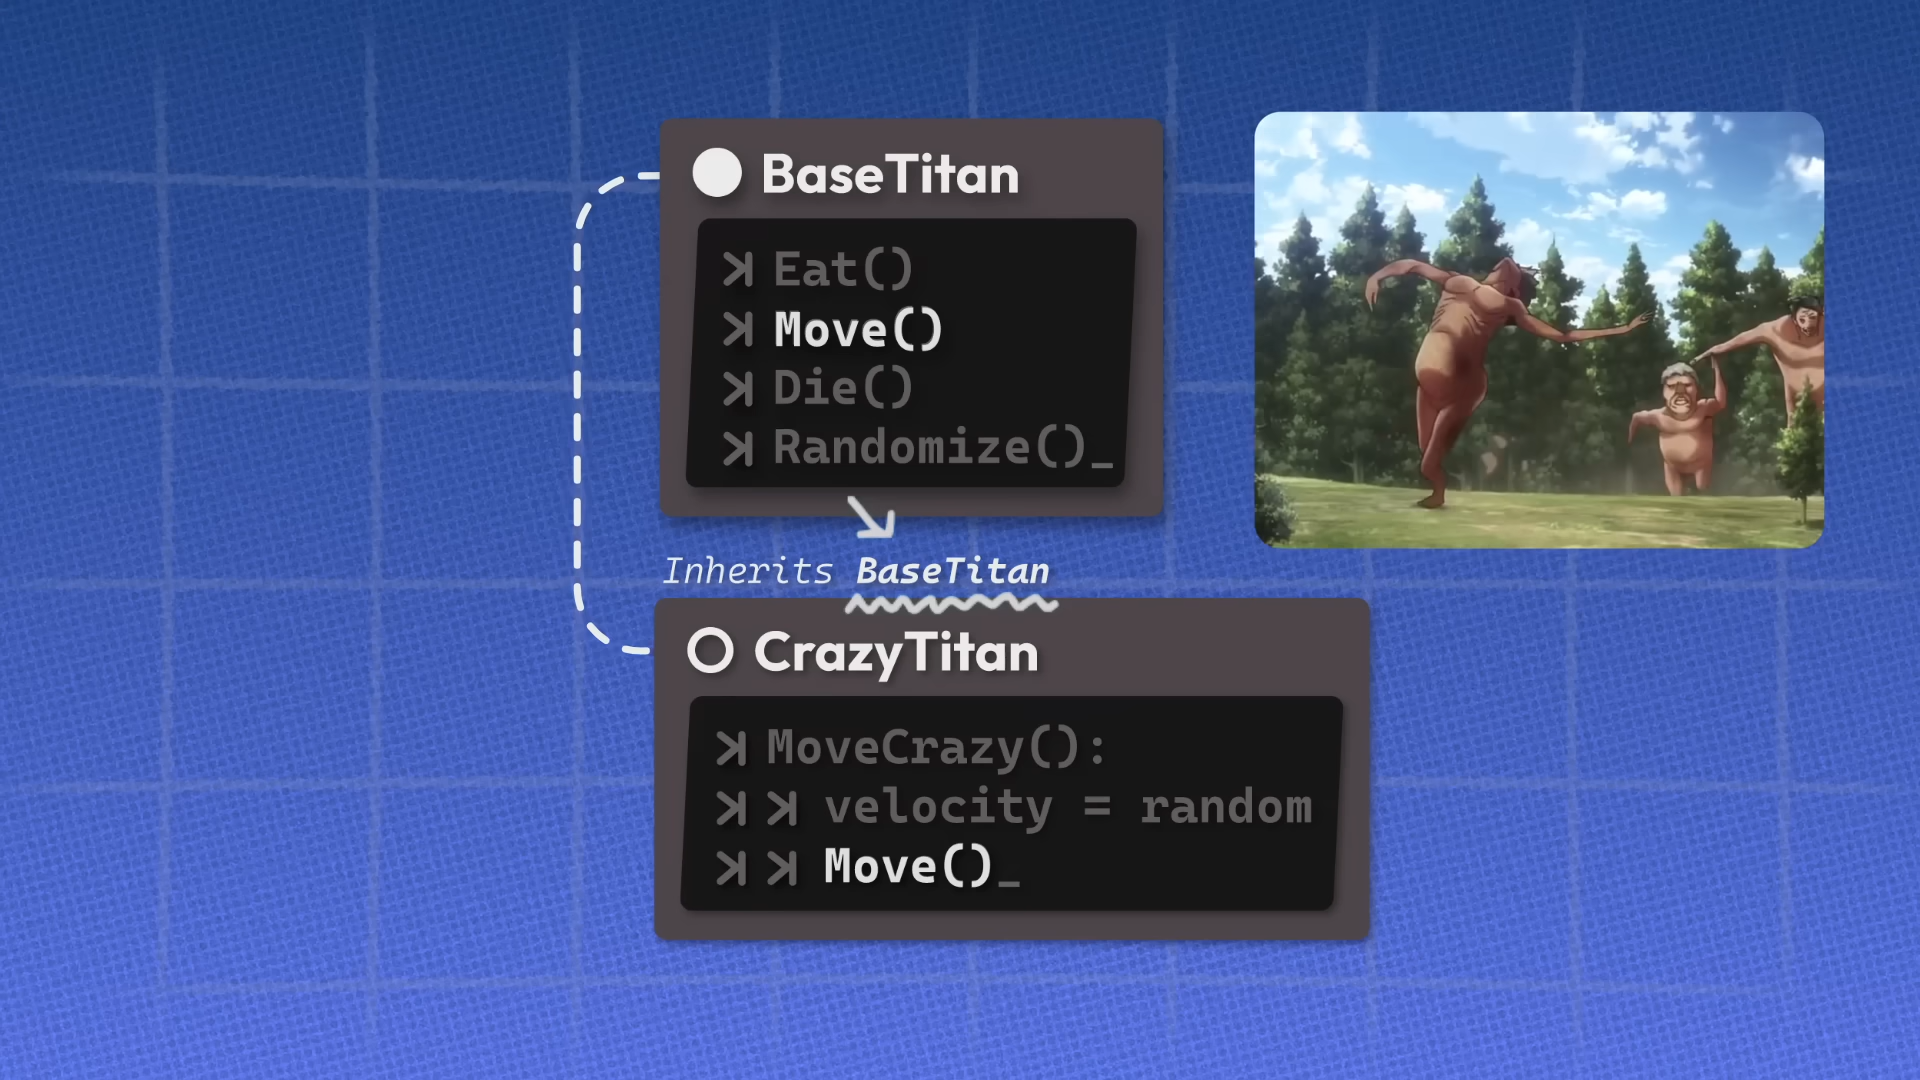 BaseTitan
Eat()
Move()
Die()
Randomize()_
Inherits BaseTitan
CrazyTitan
MoveCrazy():
velocity = random
Move()_